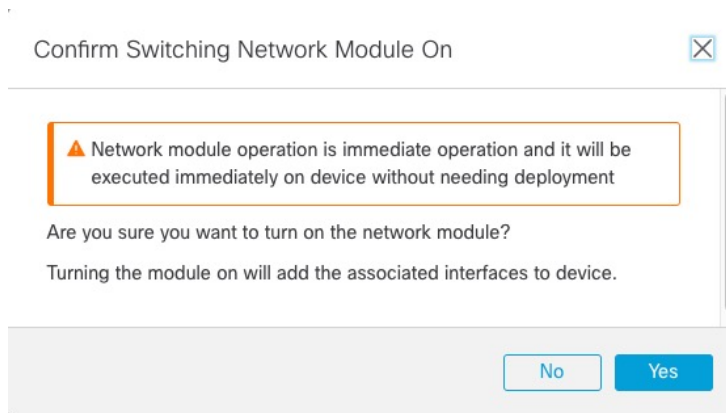 Confirm Switching Network Module On
Network module operation is immediate operation and it will be
executed immediately on device without needing deployment
Are you sure you want to turn on the network module?
Turning the module on will add the associated interfaces to device.
No
Yes